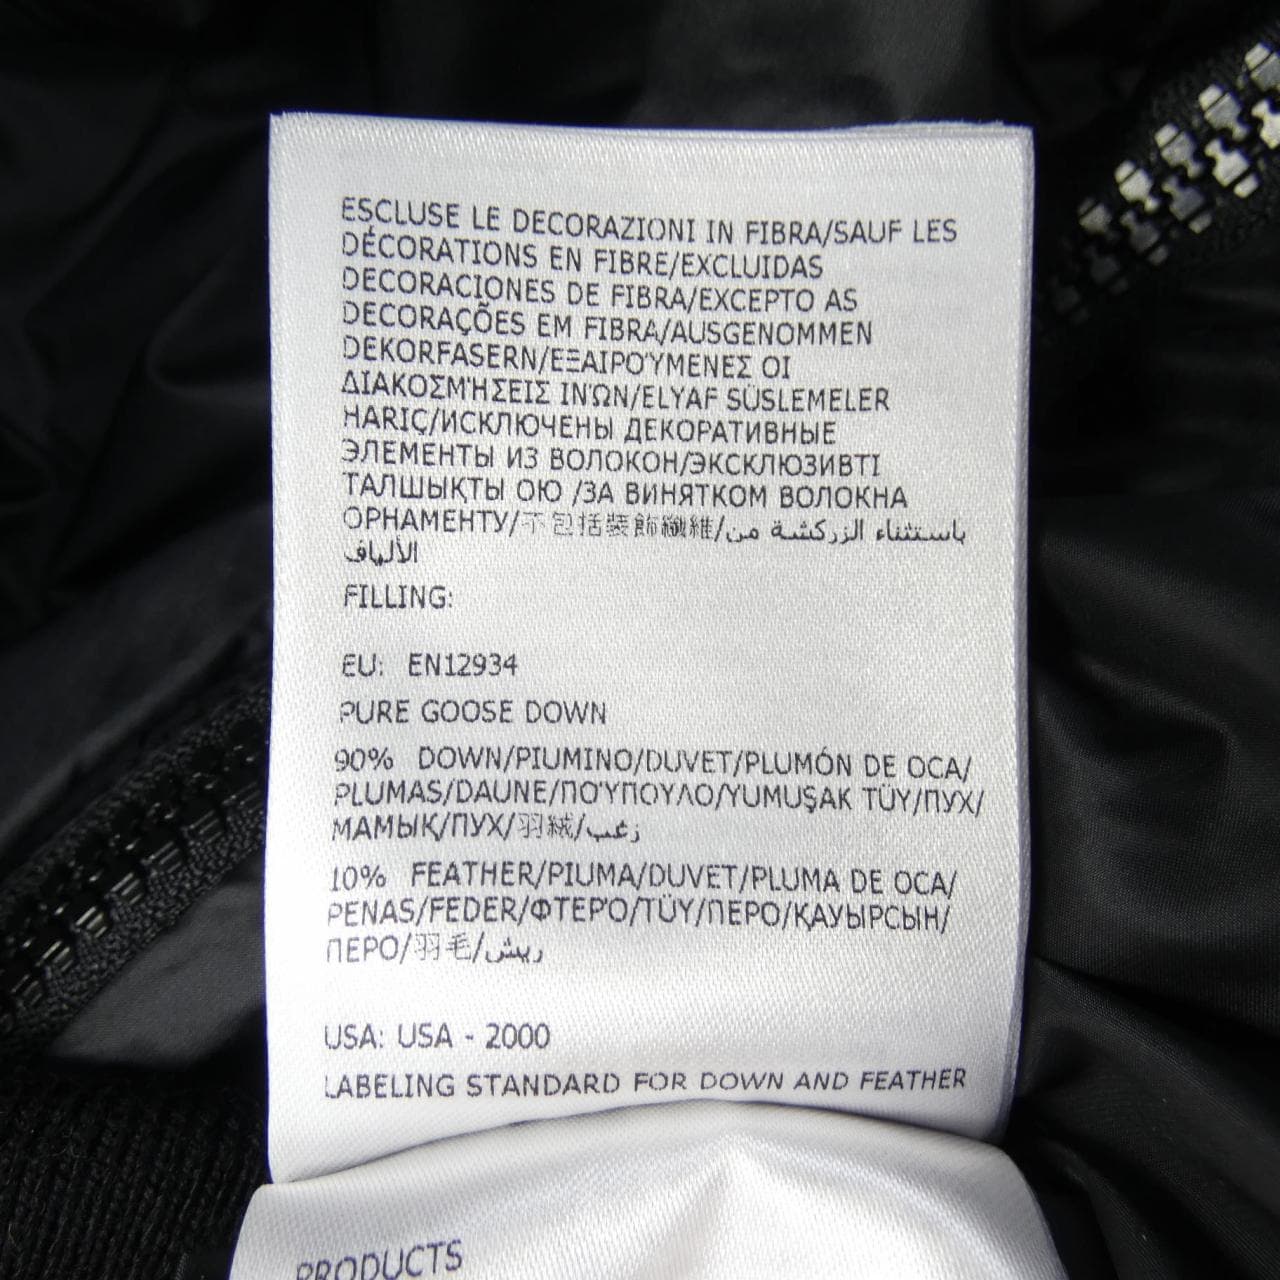 ESCLUSE LE DECORAZIONI IN FIBRA/SAUF LES
DÉCORATIONS EN FIBRE/EXCLUIDAS
DECORACIONES DE FIBRA/EXCEPTO AS
DECORAÇÕES EM FIBRA/AUSGENOMMEN
DEKORFASERN/ΕΞΑΙΡΟΎΜΕΝΕΣ ΟΙ
ΔΙΑΚΟΣΜΉΣΕΙΣ ΙΝΏΝ/ELYAF SÜSLEMELER
HARIÇ/ИСКЛЮЧЕНЫ ДЕКОРАТИВНЫЕ
ЭЛЕМЕНТЫ ИЗ ВОЛОКОН/ЭКСКЛЮЗИВТІ
ТАЛШЫҚТЫ ОЮ /ЗА ВИНЯТКОМ ВОЛОКНА
ОРНАМЕНТУ/不包括裝飾纖維/باستثناء الزركشة من
الألياف
FILLING:
EU: EN12934
PURE GOOSE DOWN
90% DOWN/PIUMINO/DUVET/PLUMÓN DE OCA/
PLUMAS/DAUNE/ΠΟΎΠΟΥΛΟ/YUMUŞAK TÜY/ПУХ/
МАМЫҚ/ПУХ/羽絨/زغب
10% FEATHER/PIUMA/DUVET/PLUMA DE OCA/
PENAS/FEDER/ΦΤΕΡΌ/TÜY/ПЕРО/ҚАУЫРСЫН/
ПЕРО/羽毛/ريش
USA: USA - 2000
LABELING STANDARD FOR DOWN AND FEATHER
PRODUCTS